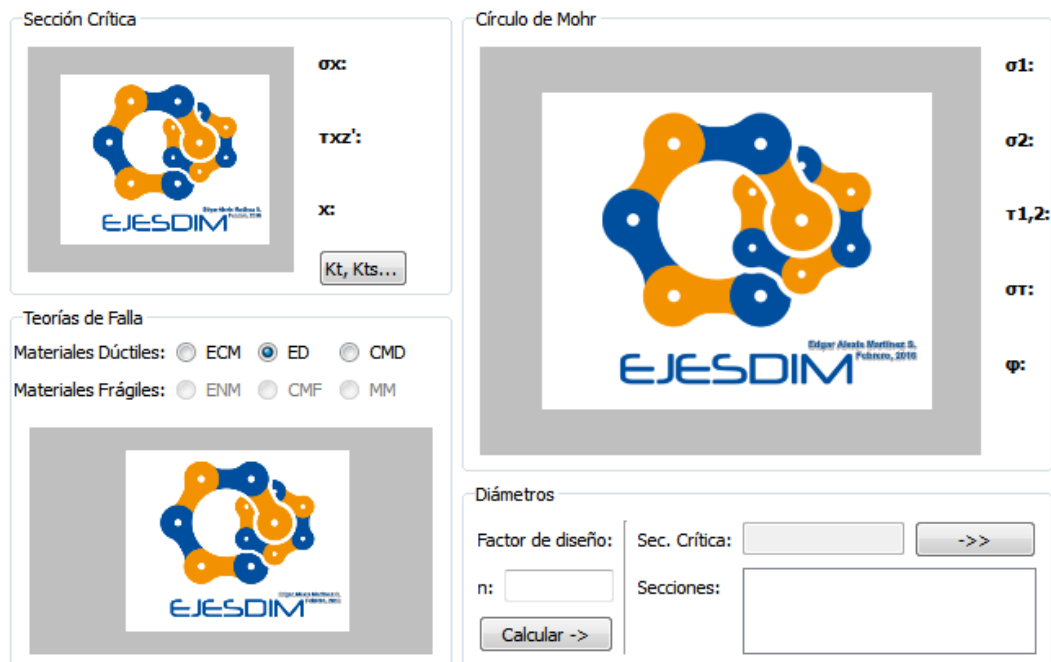 Sección Crítica
σx:
τxz':
x:
Kt, Kts...
EJESDIM
Teorías de Falla
Materiales Dúctiles: ECM ED CMD
Materiales Frágiles: ENM CMF MM
EJESDIM
Círculo de Mohr
σ1:
σ2:
τ1,2:
στ:
φ:
Edgar Alexis Martínez S.
Febrero, 2016
EJESDIM
Diámetros
Factor de diseño:
n:
Calcular ->
Sec. Crítica:
->>
Secciones: